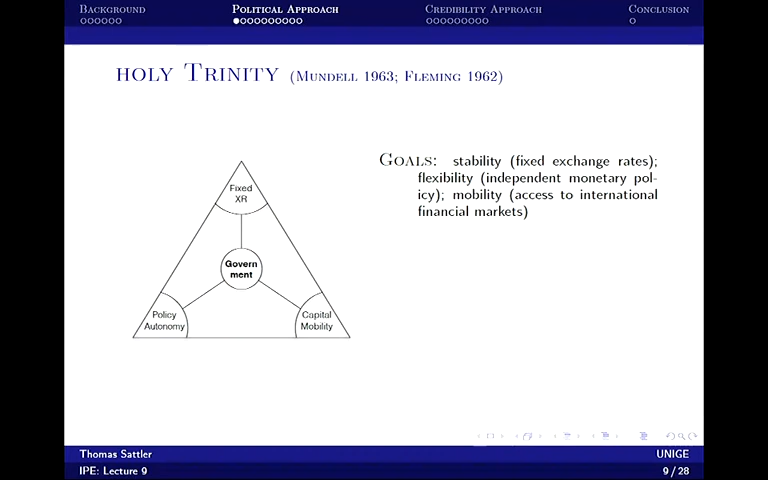 Background Political Approach Credibility Approach Conclusion
holy Trinity (Mundell 1963; Fleming 1962)
Goals: stability (fixed exchange rates);
flexibility (independent monetary pol-
icy); mobility (access to international
financial markets)
Fixed
XR
Govern
ment
Policy
Autonomy
Capital
Mobility
Thomas Sattler UNIGE
IPE: Lecture 9 9 / 28